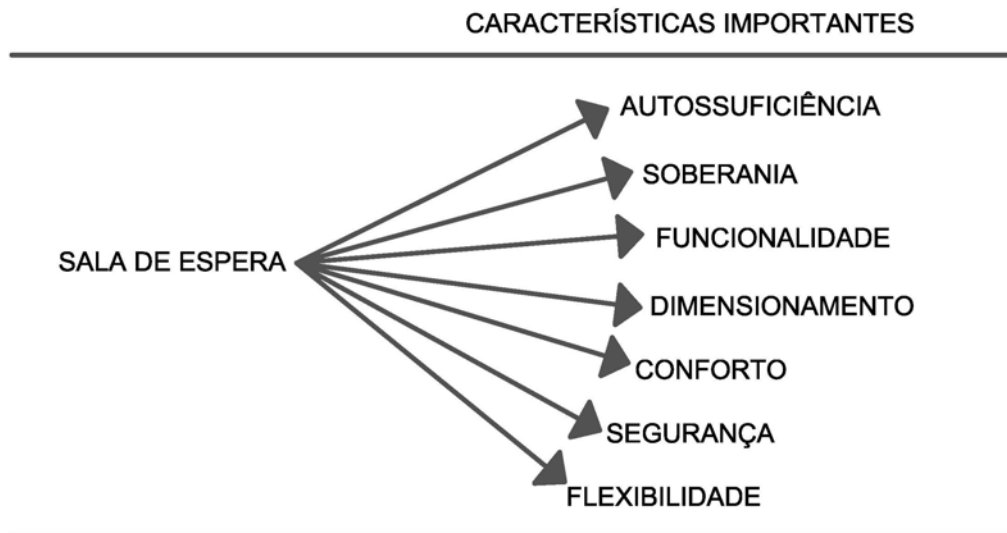 CARACTERÍSTICAS IMPORTANTES
AUTOSSUFICIÊNCIA
SOBERANIA
FUNCIONALIDADE
SALA DE ESPERA
DIMENSIONAMENTO
CONFORTO
SEGURANÇA
FLEXIBILIDADE